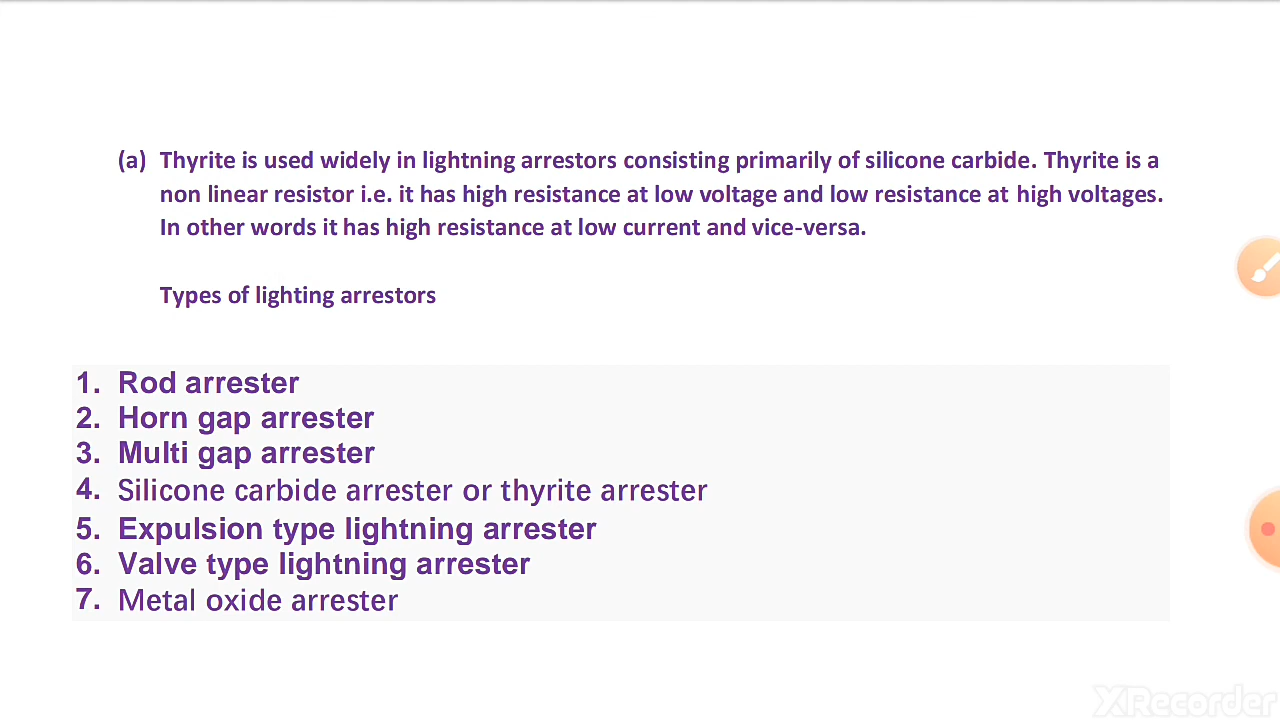 (a) Thyrite is used widely in lightning arrestors consisting primarily of silicone carbide. Thyrite is a
non linear resistor i.e. it has high resistance at low voltage and low resistance at high voltages.
In other words it has high resistance at low current and vice-versa.
Types of lighting arrestors
1. Rod arrester
2. Horn gap arrester
3. Multi gap arrester
4. Silicone carbide arrester or thyrite arrester
5. Expulsion type lightning arrester
6. Valve type lightning arrester
7. Metal oxide arrester
XRecorder